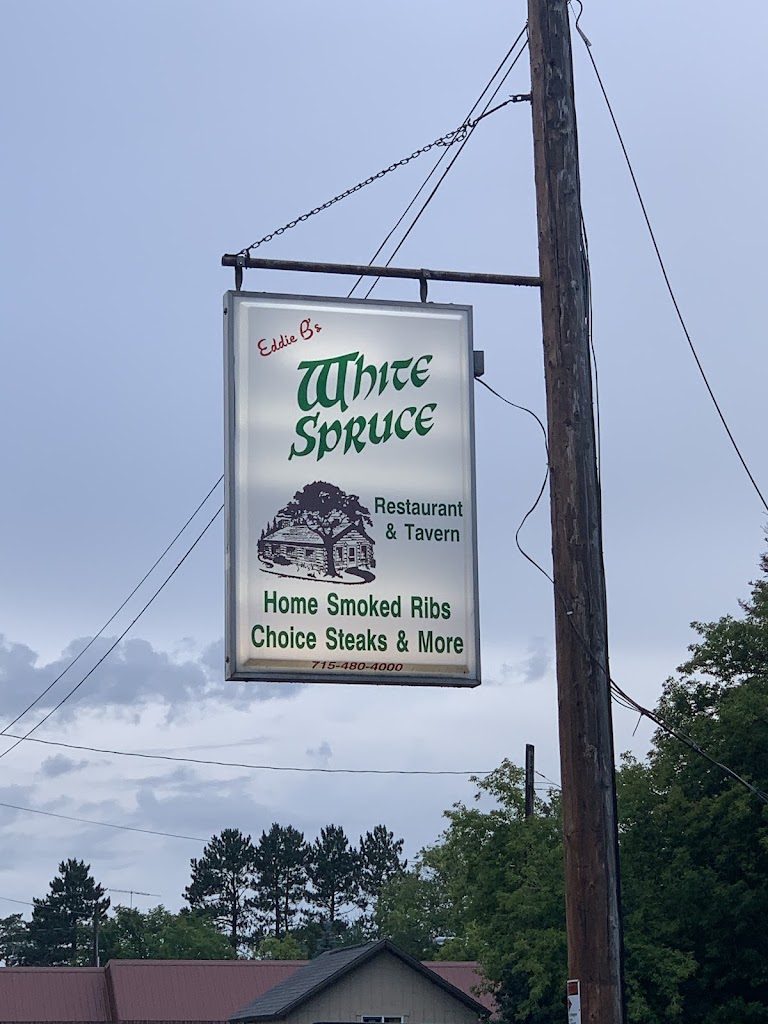 Eddie B's
White
Spruce
Restaurant
& Tavern
Home Smoked Ribs
Choice Steaks & More
715-480-4000